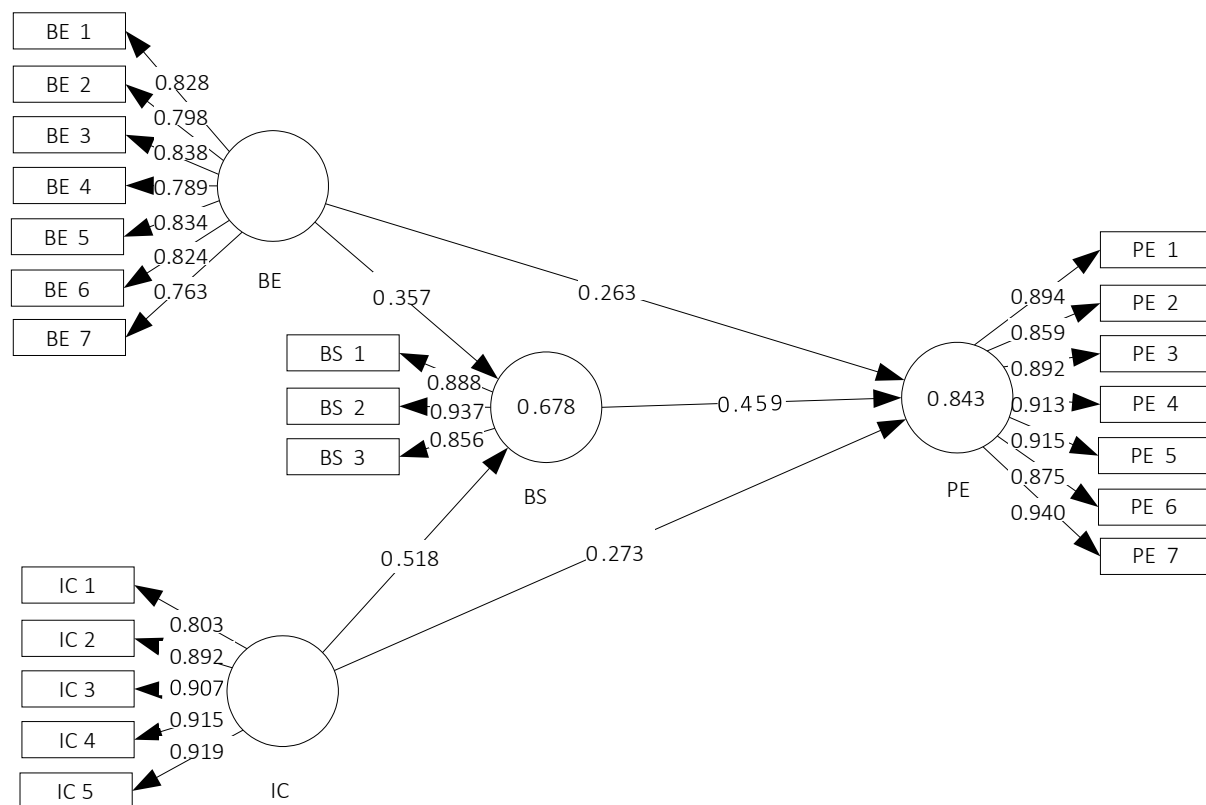 BE 1
BE 2
BE 3
BE 4
BE 5
BE 6
BE 7
0.828
0.798
0.838
0.789
0.834
0.824
0.763
BE
0.357
0.263
BS 1
BS 2
BS 3
0.888
0.937
0.856
0.678
BS
0.459
0.518
0.273
IC 1
IC 2
IC 3
IC 4
IC 5
0.803
0.892
0.907
0.915
0.919
IC
0.843
PE
0.894
0.859
0.892
0.913
0.915
0.875
0.940
PE 1
PE 2
PE 3
PE 4
PE 5
PE 6
PE 7